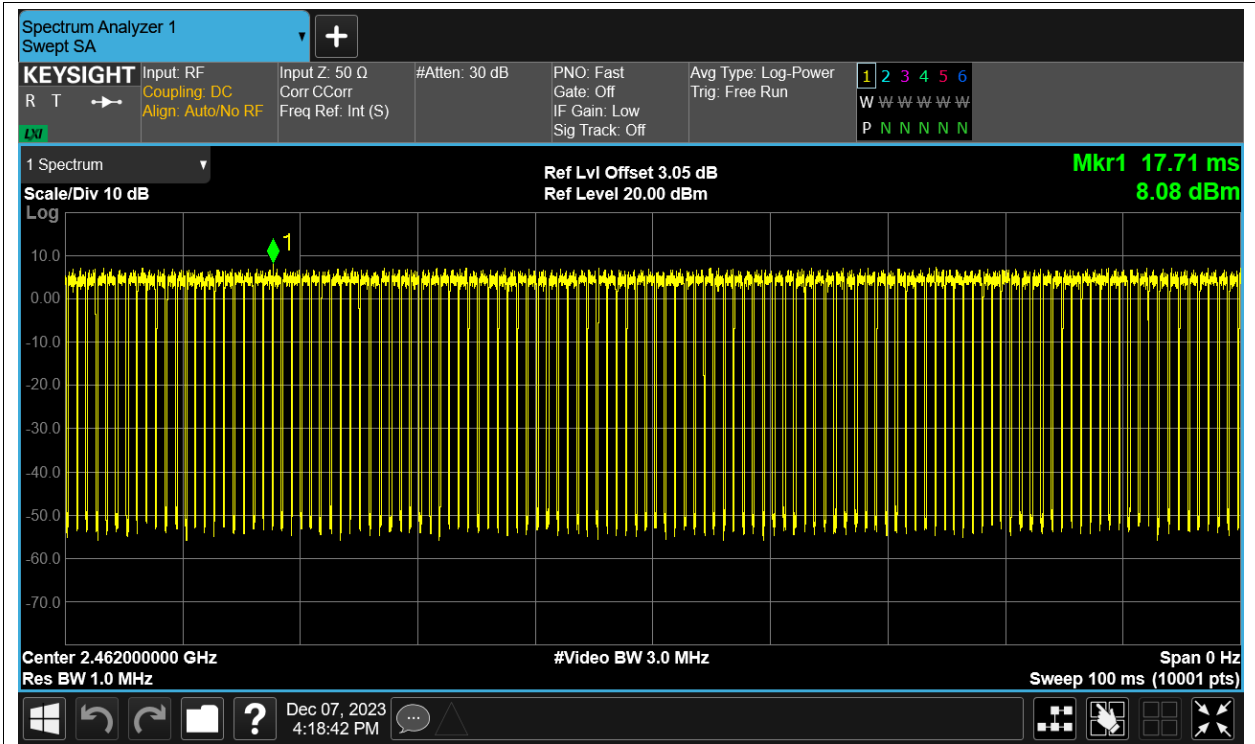 Spectrum Analyzer 1
Swept SA
KEYSIGHT
R T
LXI
Input: RF
Coupling: DC
Align: Auto/No RF
Input Z: 50 Ω
Corr CCorr
Freq Ref: Int (S)
#Atten: 30 dB
PNO: Fast
Gate: Off
IF Gain: Low
Sig Track: Off
Avg Type: Log-Power
Trig: Free Run
1 2 3 4 5 6
W W W W W W
P N N N N N
1 Spectrum
Scale/Div 10 dB
Log
Ref Lvl Offset 3.05 dB
Ref Level 20.00 dBm
Mkr1 17.71 ms
8.08 dBm
1
10.0
0.00
-10.0
-20.0
-30.0
-40.0
-50.0
-60.0
-70.0
Center 2.462000000 GHz
Res BW 1.0 MHz
#Video BW 3.0 MHz
Span 0 Hz
Sweep 100 ms (10001 pts)
?
Dec 07, 2023
4:18:42 PM